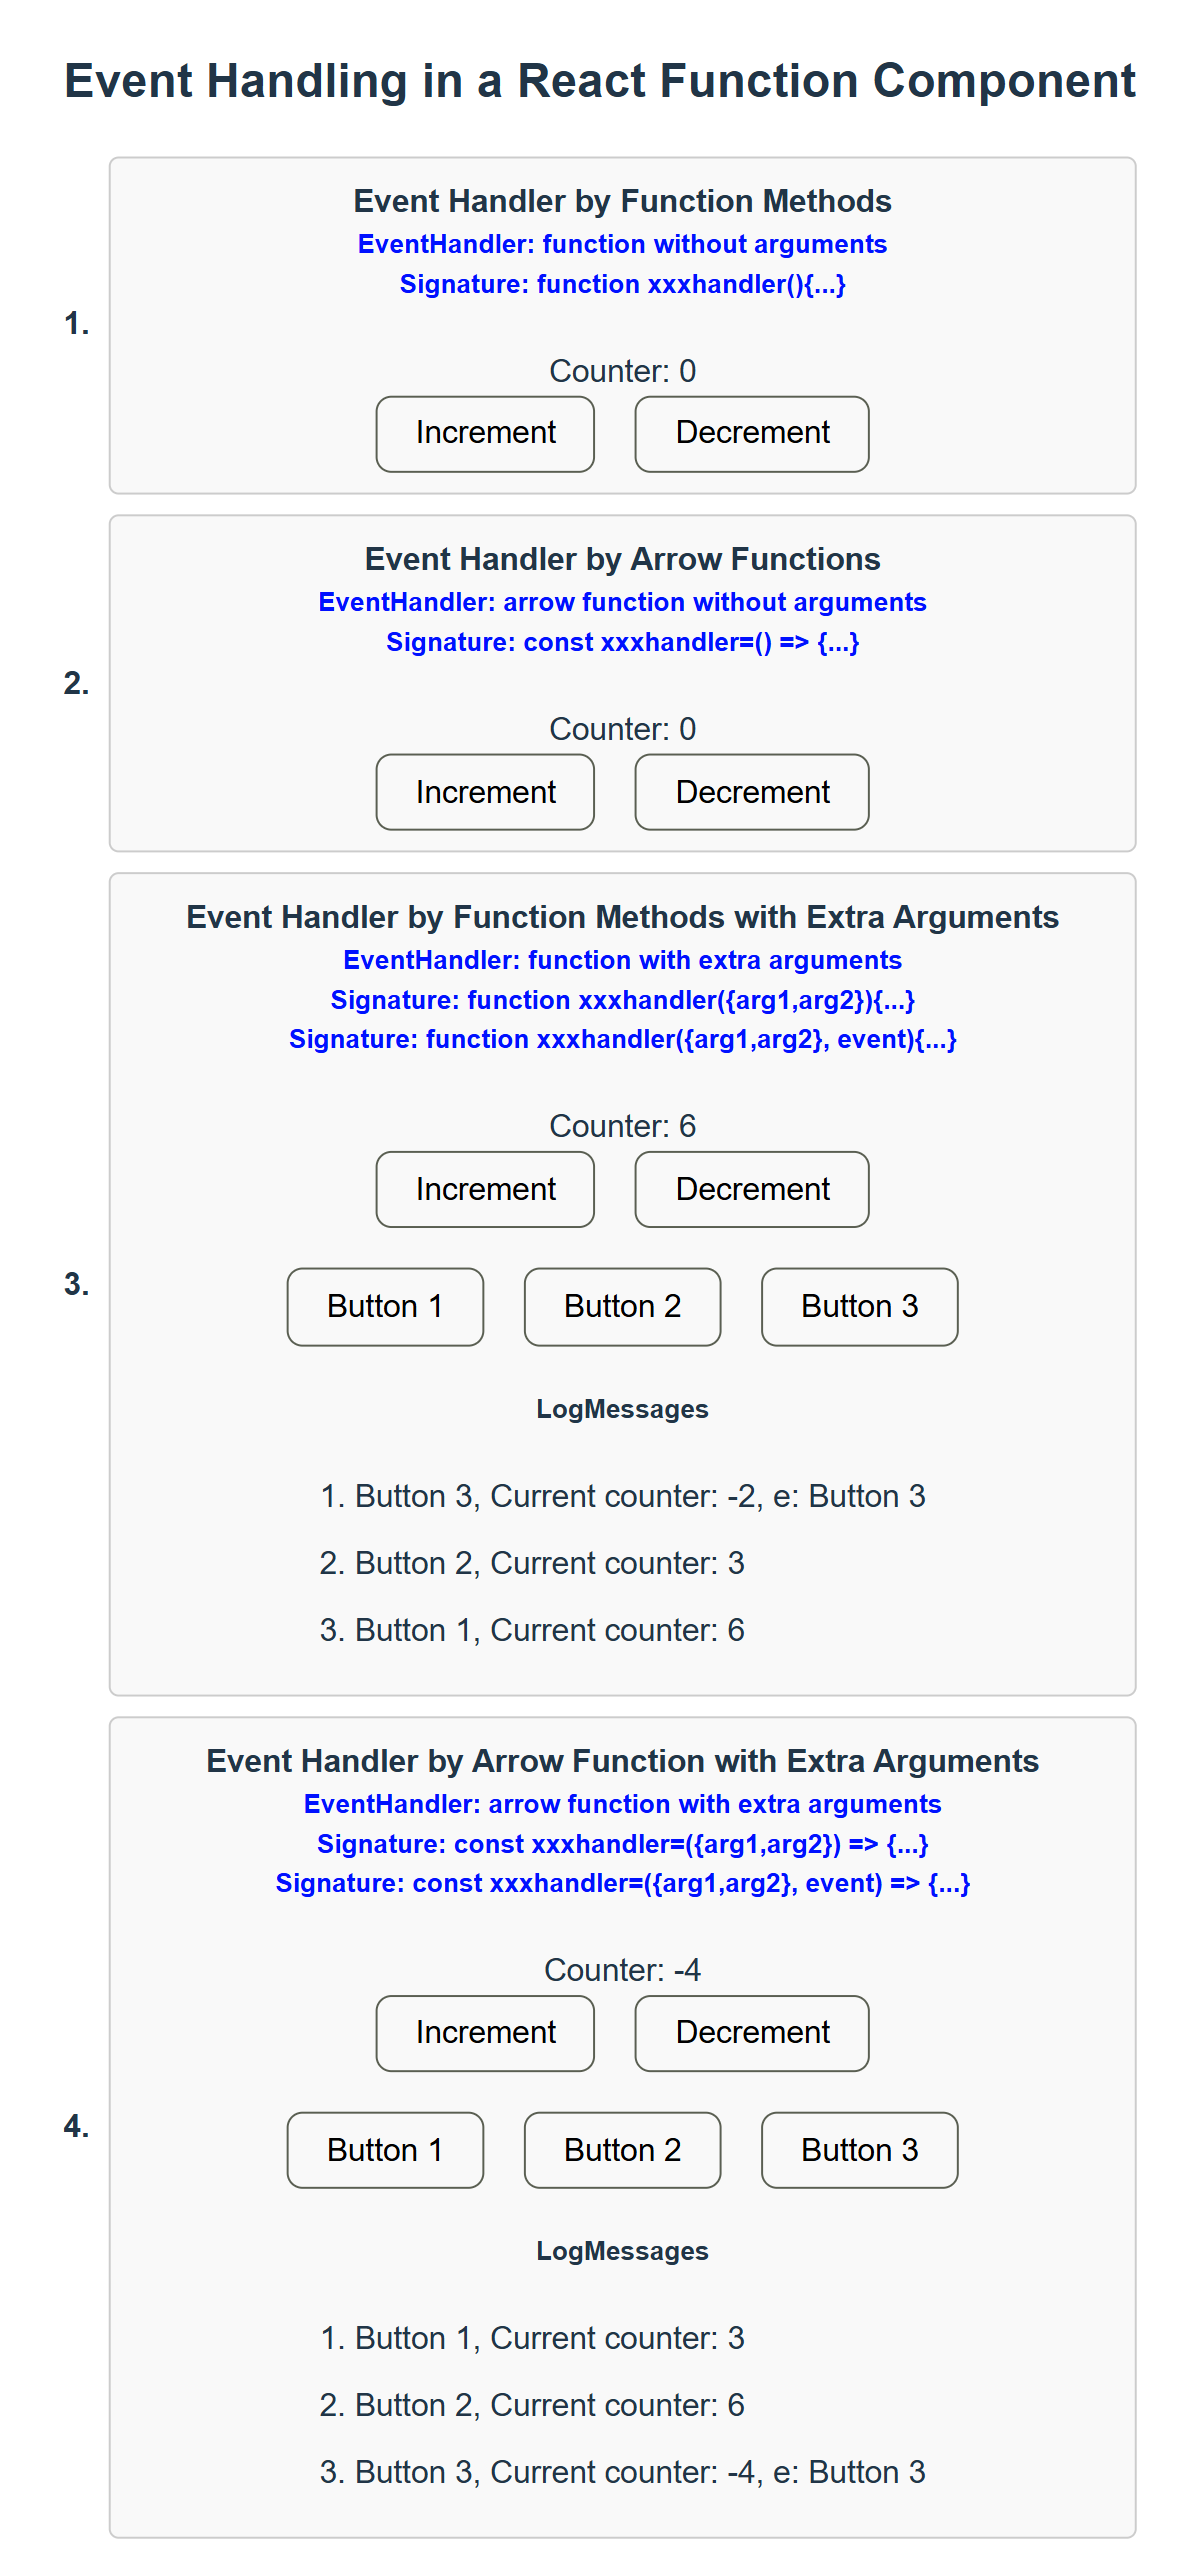 Event Handling in a React Function Component
1.
Event Handler by Function Methods
EventHandler: function without arguments
Signature: function xxxhandler(){...}
Counter: 0
Increment Decrement
2.
Event Handler by Arrow Functions
EventHandler: arrow function without arguments
Signature: const xxxhandler=() => {...}
Counter: 0
Increment Decrement
3.
Event Handler by Function Methods with Extra Arguments
EventHandler: function with extra arguments
Signature: function xxxhandler({arg1,arg2}){...}
Signature: function xxxhandler({arg1,arg2}, event){...}
Counter: 6
Increment Decrement
Button 1 Button 2 Button 3
LogMessages
1. Button 3, Current counter: -2, e: Button 3
2. Button 2, Current counter: 3
3. Button 1, Current counter: 6
4.
Event Handler by Arrow Function with Extra Arguments
EventHandler: arrow function with extra arguments
Signature: const xxxhandler=({arg1,arg2}) => {...}
Signature: const xxxhandler=({arg1,arg2}, event) => {...}
Counter: -4
Increment Decrement
Button 1 Button 2 Button 3
LogMessages
1. Button 1, Current counter: 3
2. Button 2, Current counter: 6
3. Button 3, Current counter: -4, e: Button 3